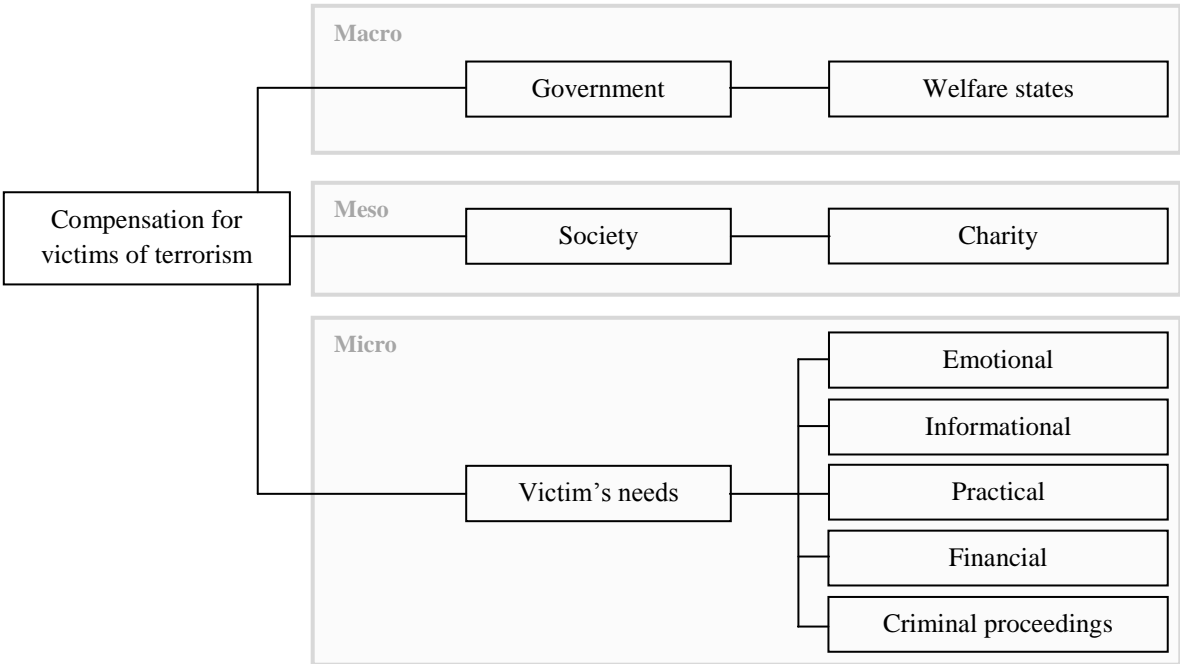 Macro
Government
Welfare states
Compensation for
victims of terrorism
Meso
Society
Charity
Micro
Victim’s needs
Emotional
Informational
Practical
Financial
Criminal proceedings